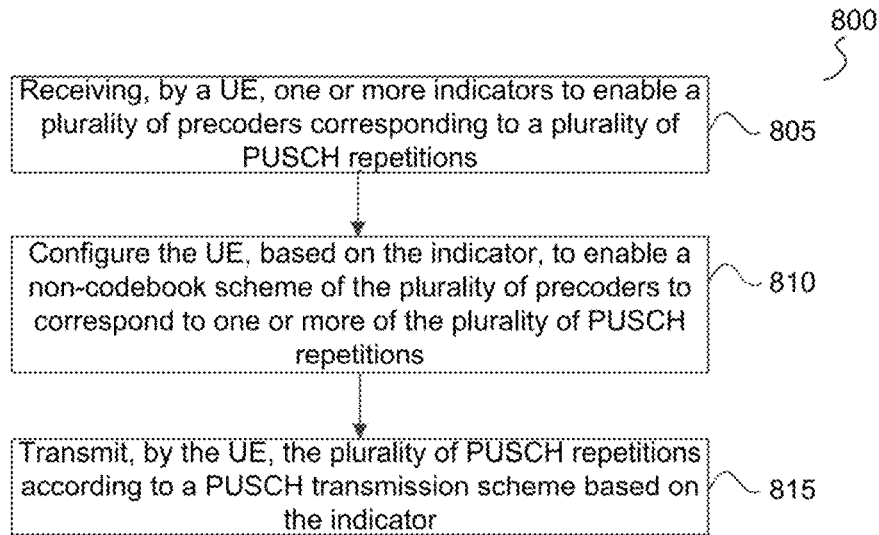 800
Receiving, by a UE, one or more indicators to enable a
plurality of precoders corresponding to a plurality of
PUSCH repetitions
805
Configure the UE, based on the indicator, to enable a
non-codebook scheme of the plurality of precoders to
correspond to one or more of the plurality of PUSCH
repetitions
810
Transmit, by the UE, the plurality of PUSCH repetitions
according to a PUSCH transmission scheme based on
the indicator
815